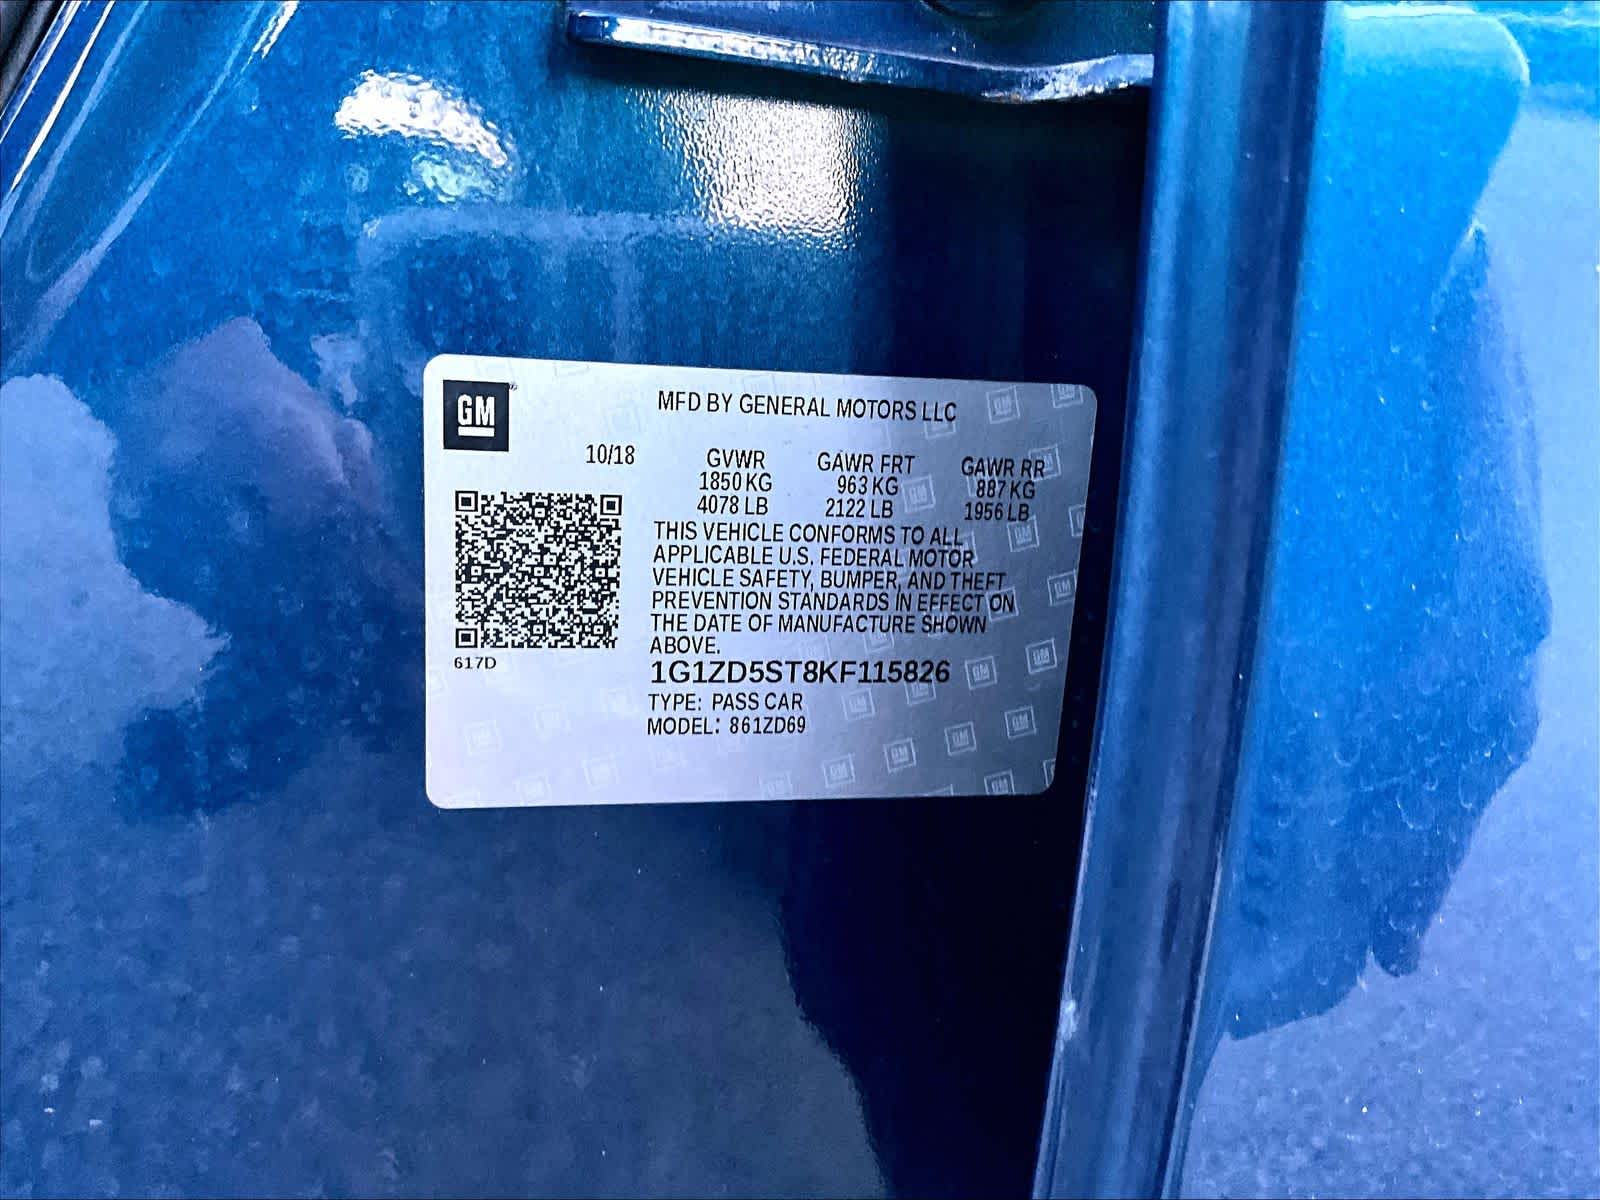 GM
MFD BY GENERAL MOTORS LLC
10/18 GVWR GAWR FRT GAWR RR
1850 KG 963 KG 887 KG
4078 LB 2122 LB 1956 LB
THIS VEHICLE CONFORMS TO ALL
APPLICABLE U.S. FEDERAL MOTOR
VEHICLE SAFETY, BUMPER, AND THEFT
PREVENTION STANDARDS IN EFFECT ON
THE DATE OF MANUFACTURE SHOWN
ABOVE.
617D
1G1ZD5ST8KF115826
TYPE: PASS CAR
MODEL: 861ZD69